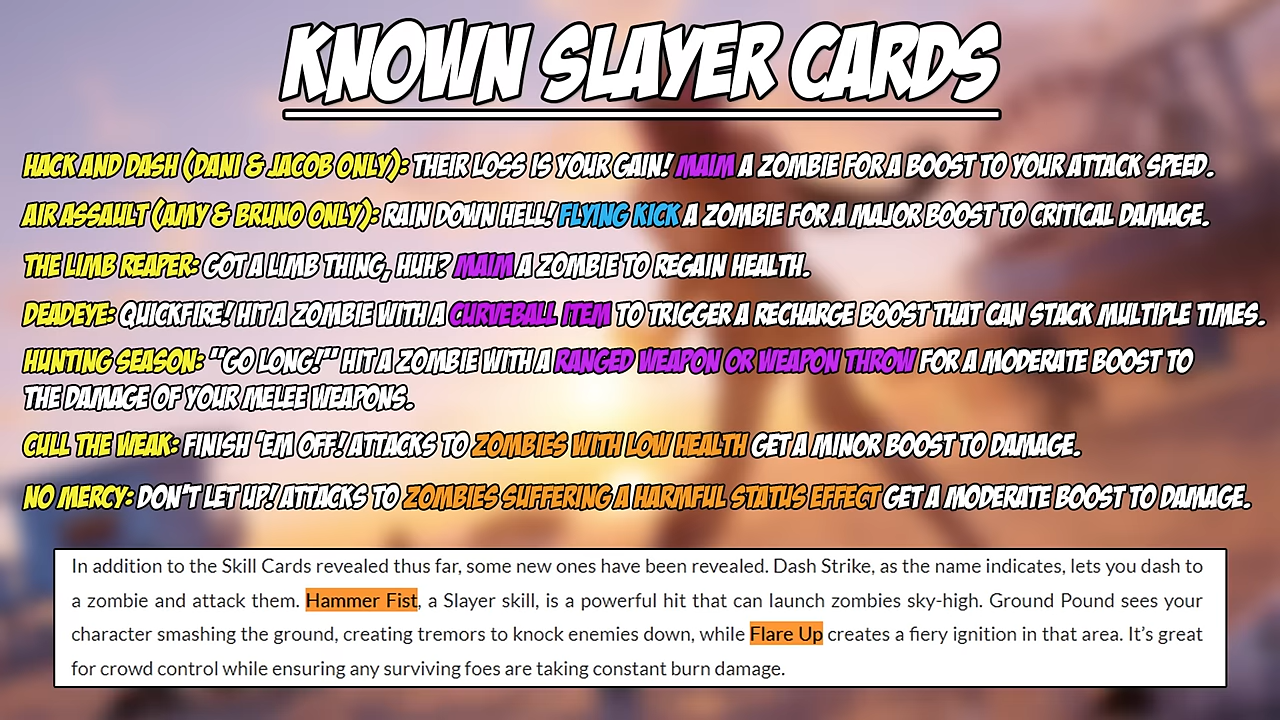 KNOWN SLAYER CARDS
HACK AND DASH (DANI & JACOB ONLY): THEIR LOSS IS YOUR GAIN! MAIM A ZOMBIE FOR A BOOST TO YOUR ATTACK SPEED.
AIR ASSAULT (AMY & BRUNO ONLY): RAIN DOWN HELL! FLYING KICK A ZOMBIE FOR A MAJOR BOOST TO CRITICAL DAMAGE.
THE LIMB REAPER: GOT A LIMB THING, HUH? MAIM A ZOMBIE TO REGAIN HEALTH.
DEADEYE: QUICKFIRE! HIT A ZOMBIE WITH A CURVEBALL ITEM TO TRIGGER A RECHARGE BOOST THAT CAN STACK MULTIPLE TIMES.
HUNTING SEASON: "GO LONG!" HIT A ZOMBIE WITH A RANGED WEAPON OR WEAPON THROW FOR A MODERATE BOOST TO
THE DAMAGE OF YOUR MELEE WEAPONS.
CULL THE WEAK: FINISH 'EM OFF! ATTACKS TO ZOMBIES WITH LOW HEALTH GET A MINOR BOOST TO DAMAGE.
NO MERCY: DON'T LET UP! ATTACKS TO ZOMBIES SUFFERING A HARMFUL STATUS EFFECT GET A MODERATE BOOST TO DAMAGE.
In addition to the Skill Cards revealed thus far, some new ones have been revealed. Dash Strike, as the name indicates, lets you dash to
a zombie and attack them. Hammer Fist, a Slayer skill, is a powerful hit that can launch zombies sky-high. Ground Pound sees your
character smashing the ground, creating tremors to knock enemies down, while Flare Up creates a fiery ignition in that area. It's great
for crowd control while ensuring any surviving foes are taking constant burn damage.